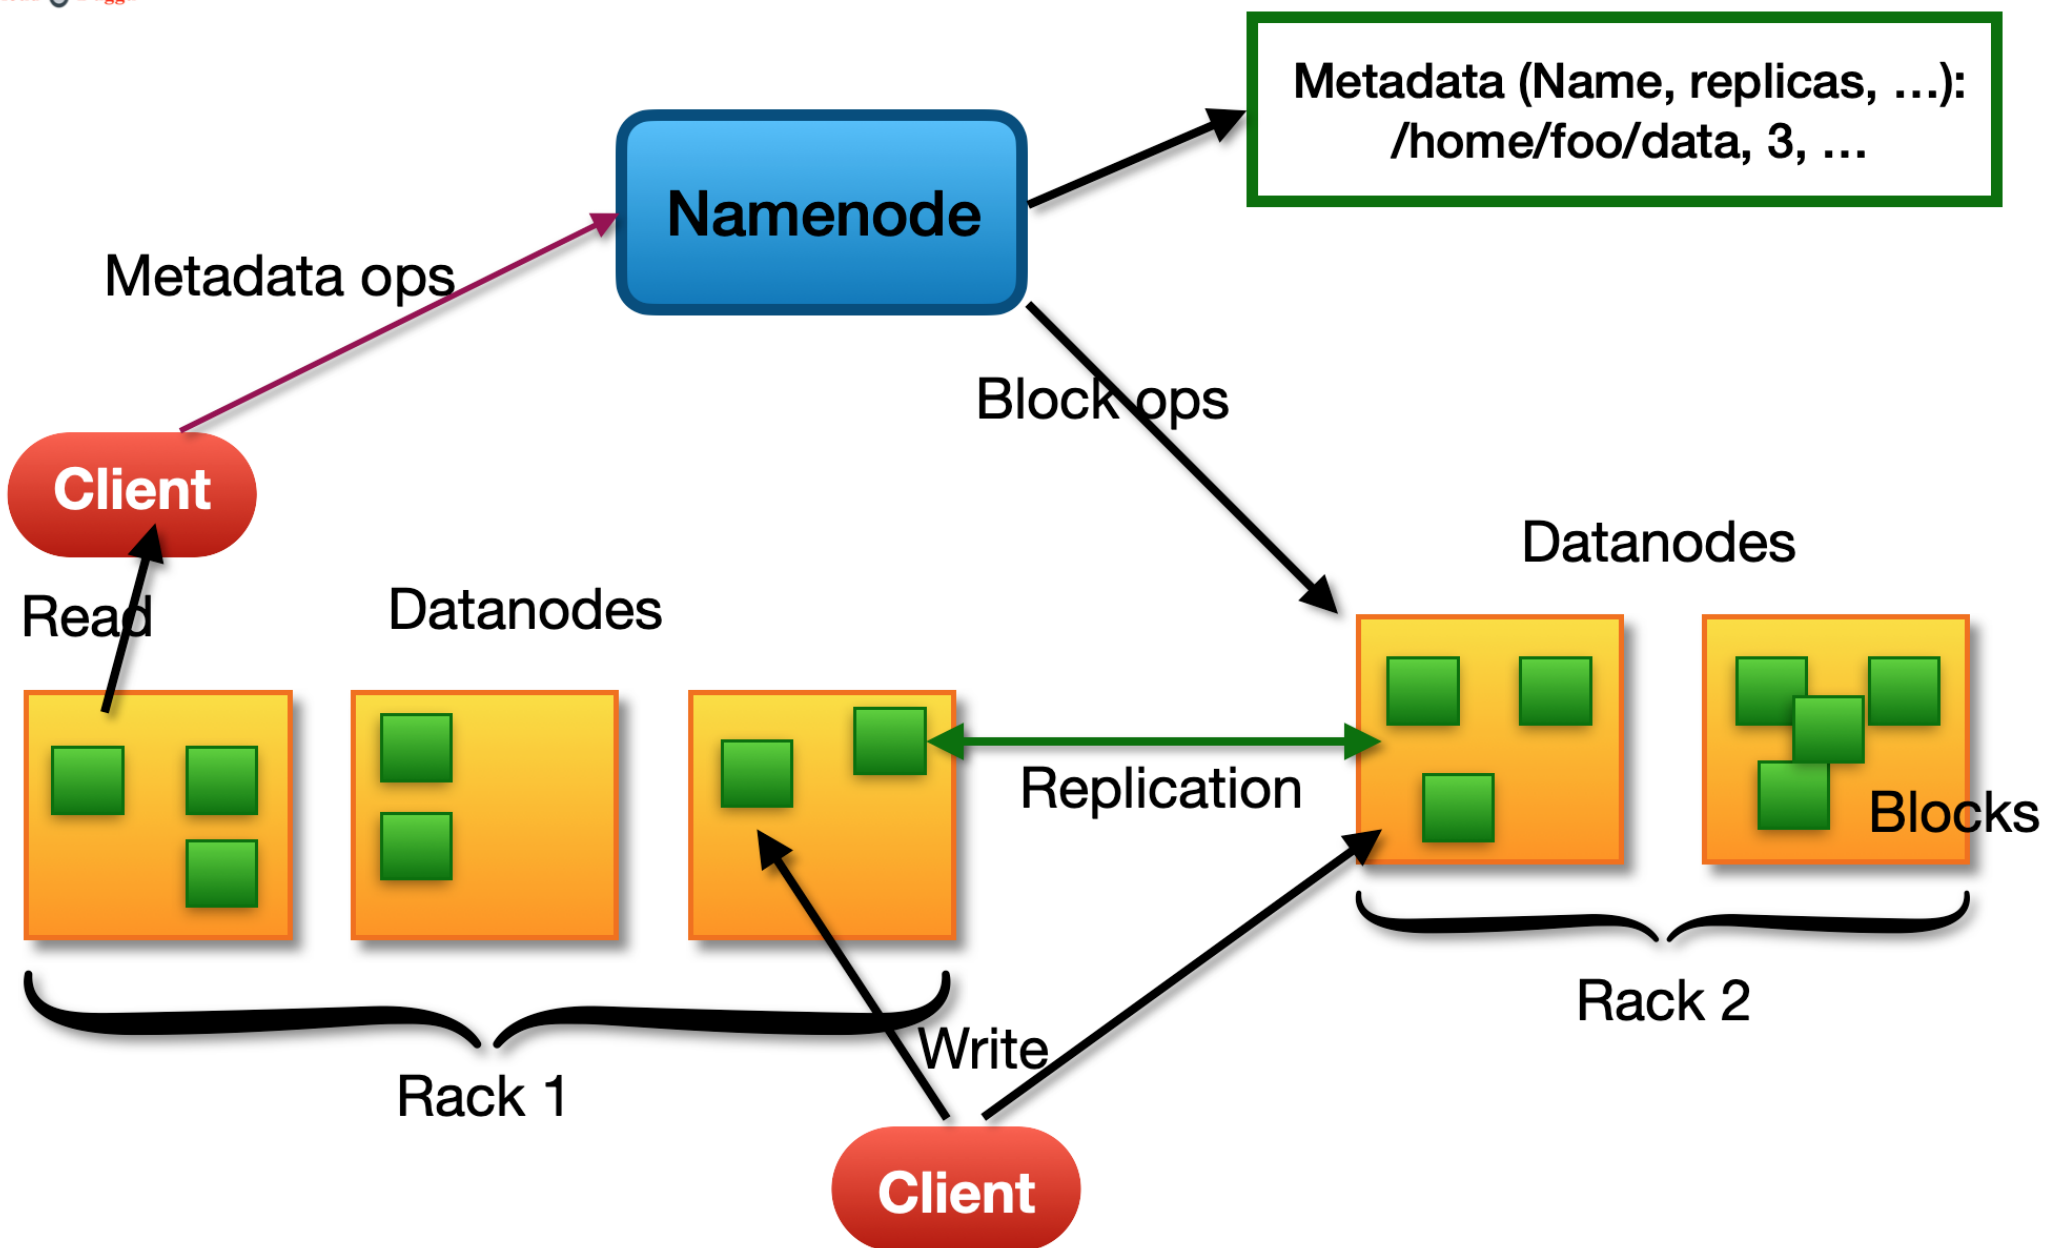 Metadata (Name, replicas, …):
/home/foo/data, 3, …
Namenode
Metadata ops
Block ops
Client
Read
Datanodes
Datanodes
Replication
Blocks
Rack 2
Write
Rack 1
Client